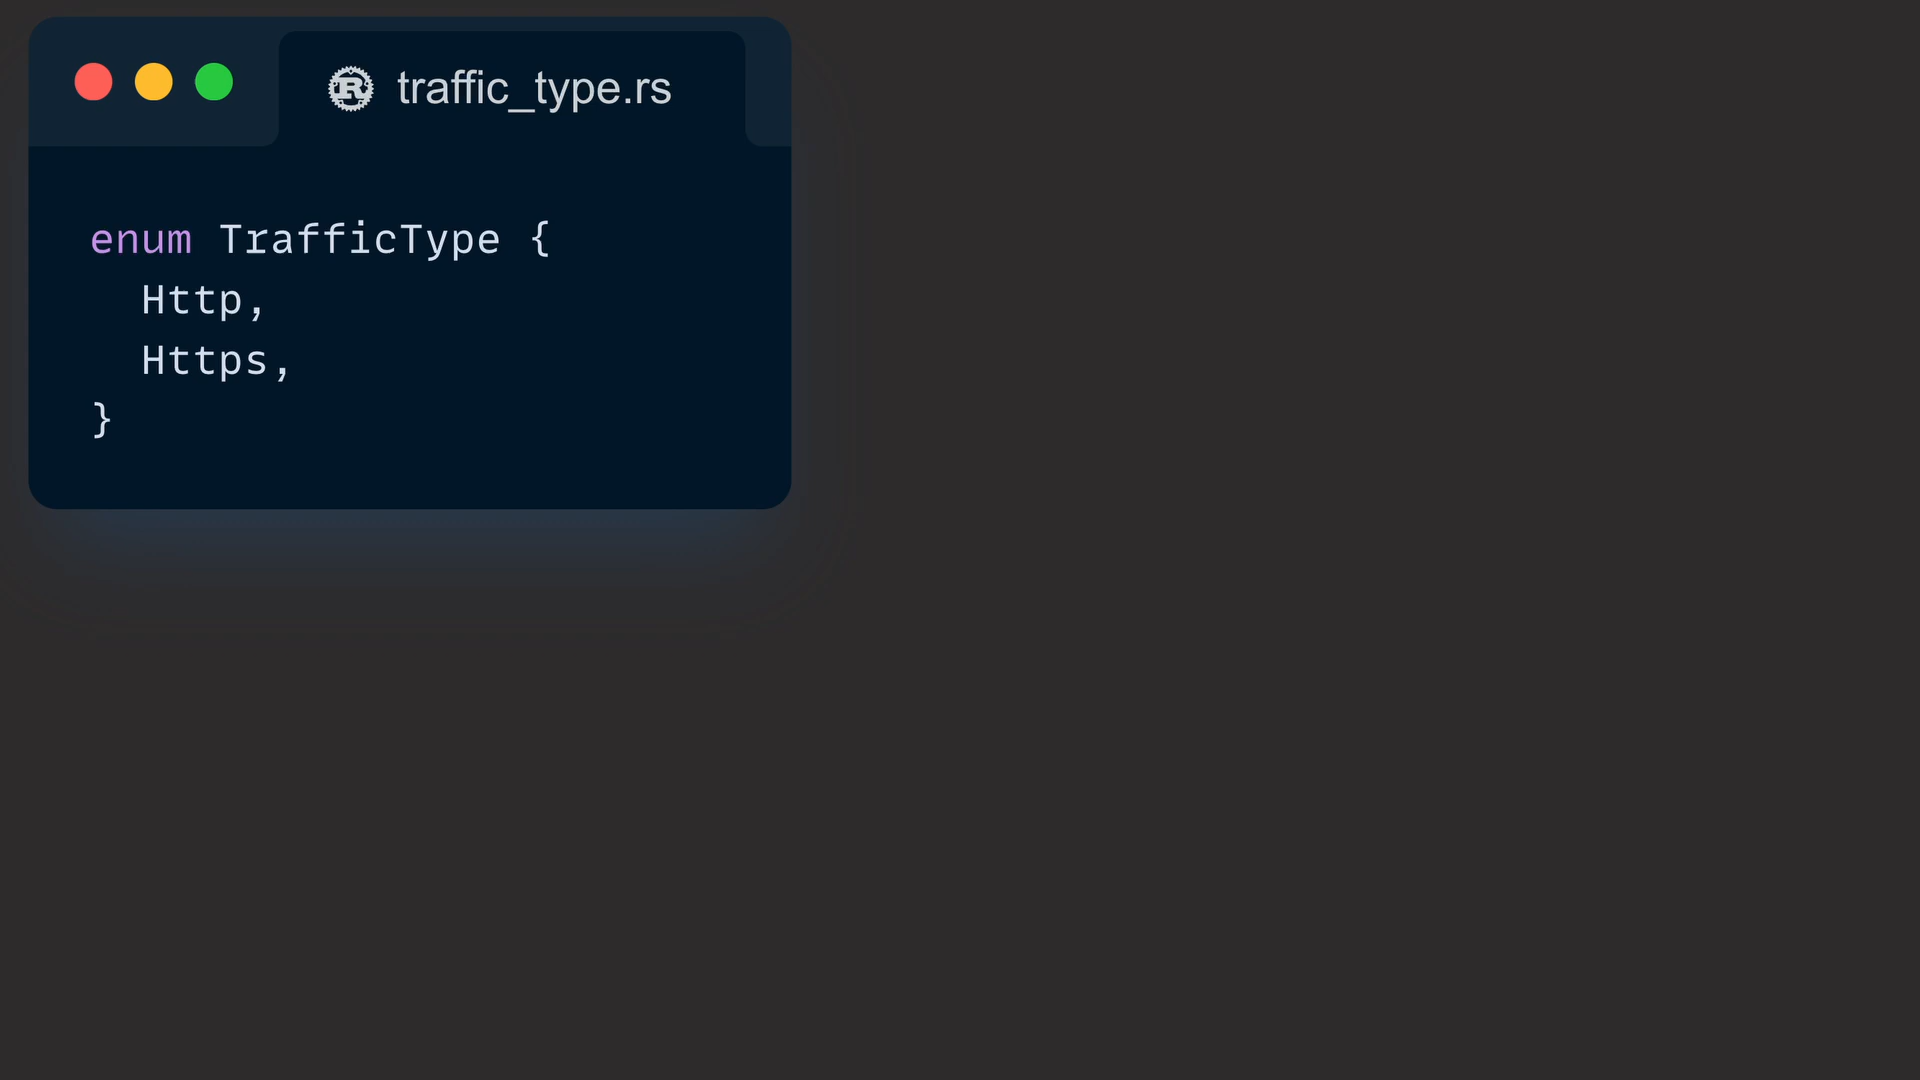 traffic_type.rs
enum TrafficType {
  Http,
  Https,
}